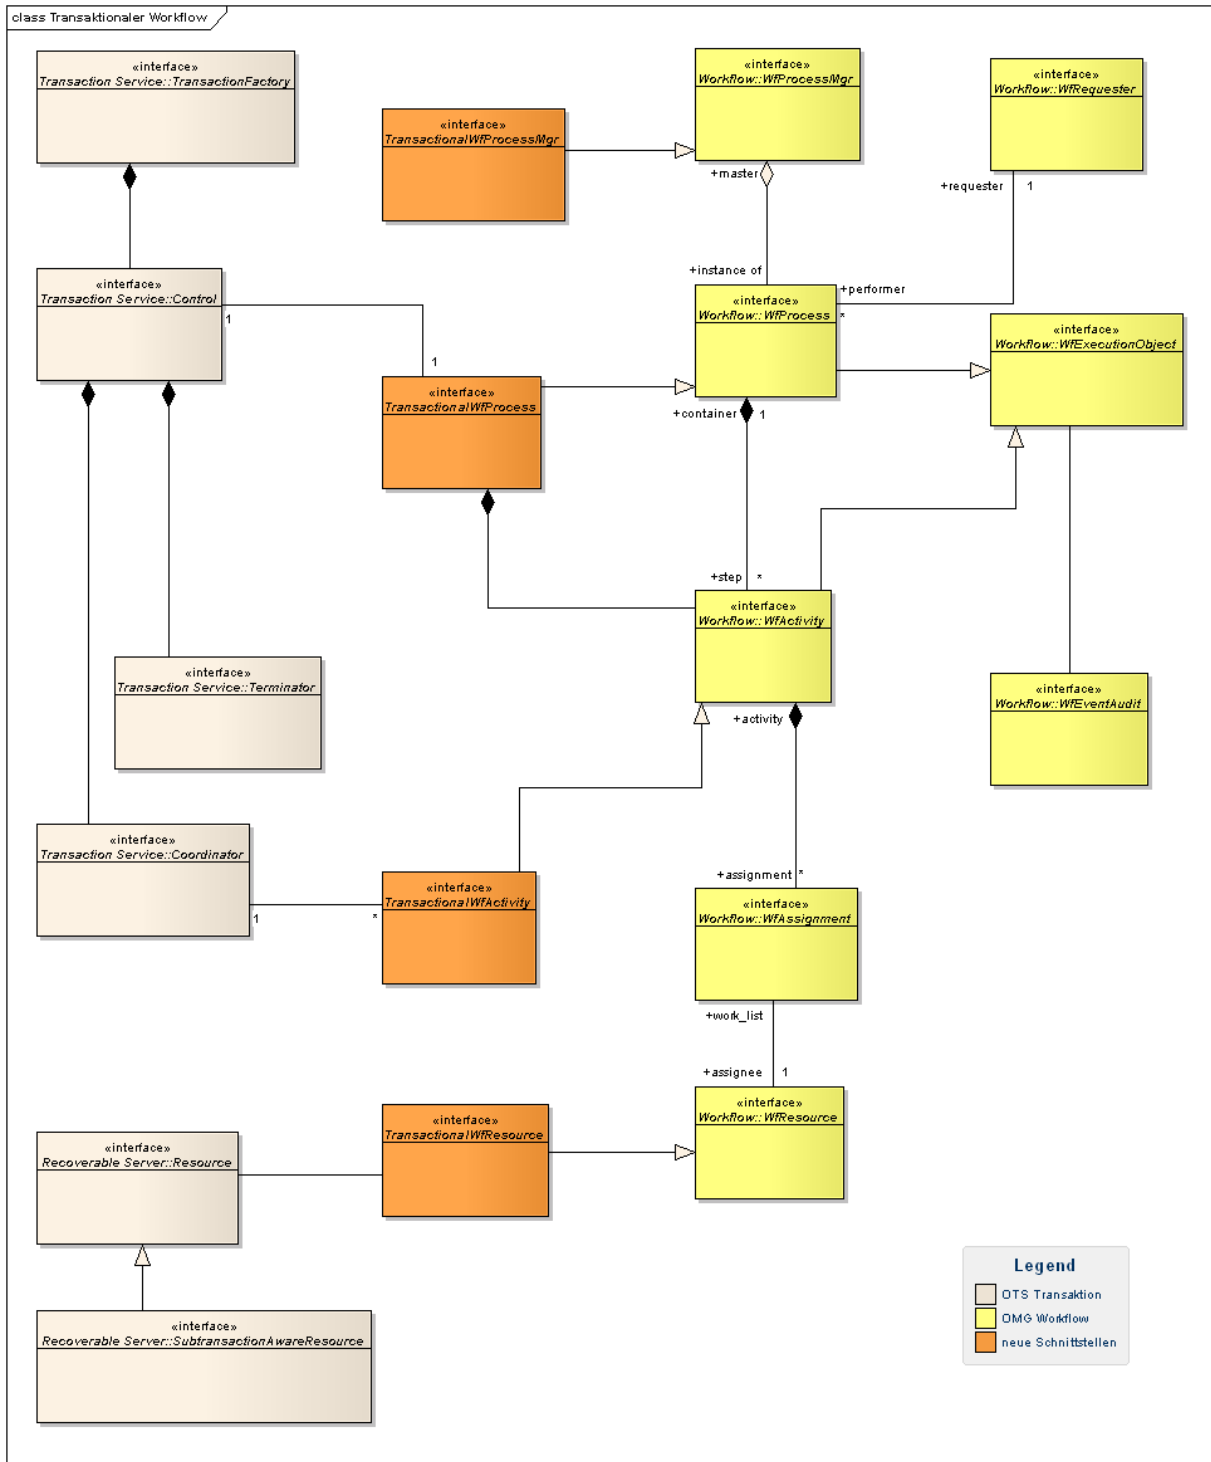 class Transaktionaler Workflow
«interface»
Transaction Service::TransactionFactory
«interface»
TransactionalWfProcessMgr
«interface»
Workflow::WfProcessMgr
«interface»
Workflow::WfRequester
+master
+requester
1
+instance of
+performer
*
«interface»
Transaction Service::Control
1
1
«interface»
Workflow::WfProcess
«interface»
Workflow::WfExecutionObject
«interface»
TransactionalWfProcess
+container
1
+step
*
«interface»
Workflow::WfActivity
«interface»
Transaction Service::Terminator
+activity
«interface»
Workflow::WfEventAudit
«interface»
Transaction Service::Coordinator
1
*
«interface»
TransactionalWfActivity
+assignment
*
«interface»
Workflow::WfAssignment
+work_list
+assignee
1
«interface»
Recoverable Server::Resource
«interface»
TransactionalWfResource
«interface»
Workflow::WfResource
«interface»
Recoverable Server::SubtransactionAwareResource
Legend
OTS Transaktion
OMG Workflow
neue Schnittstellen